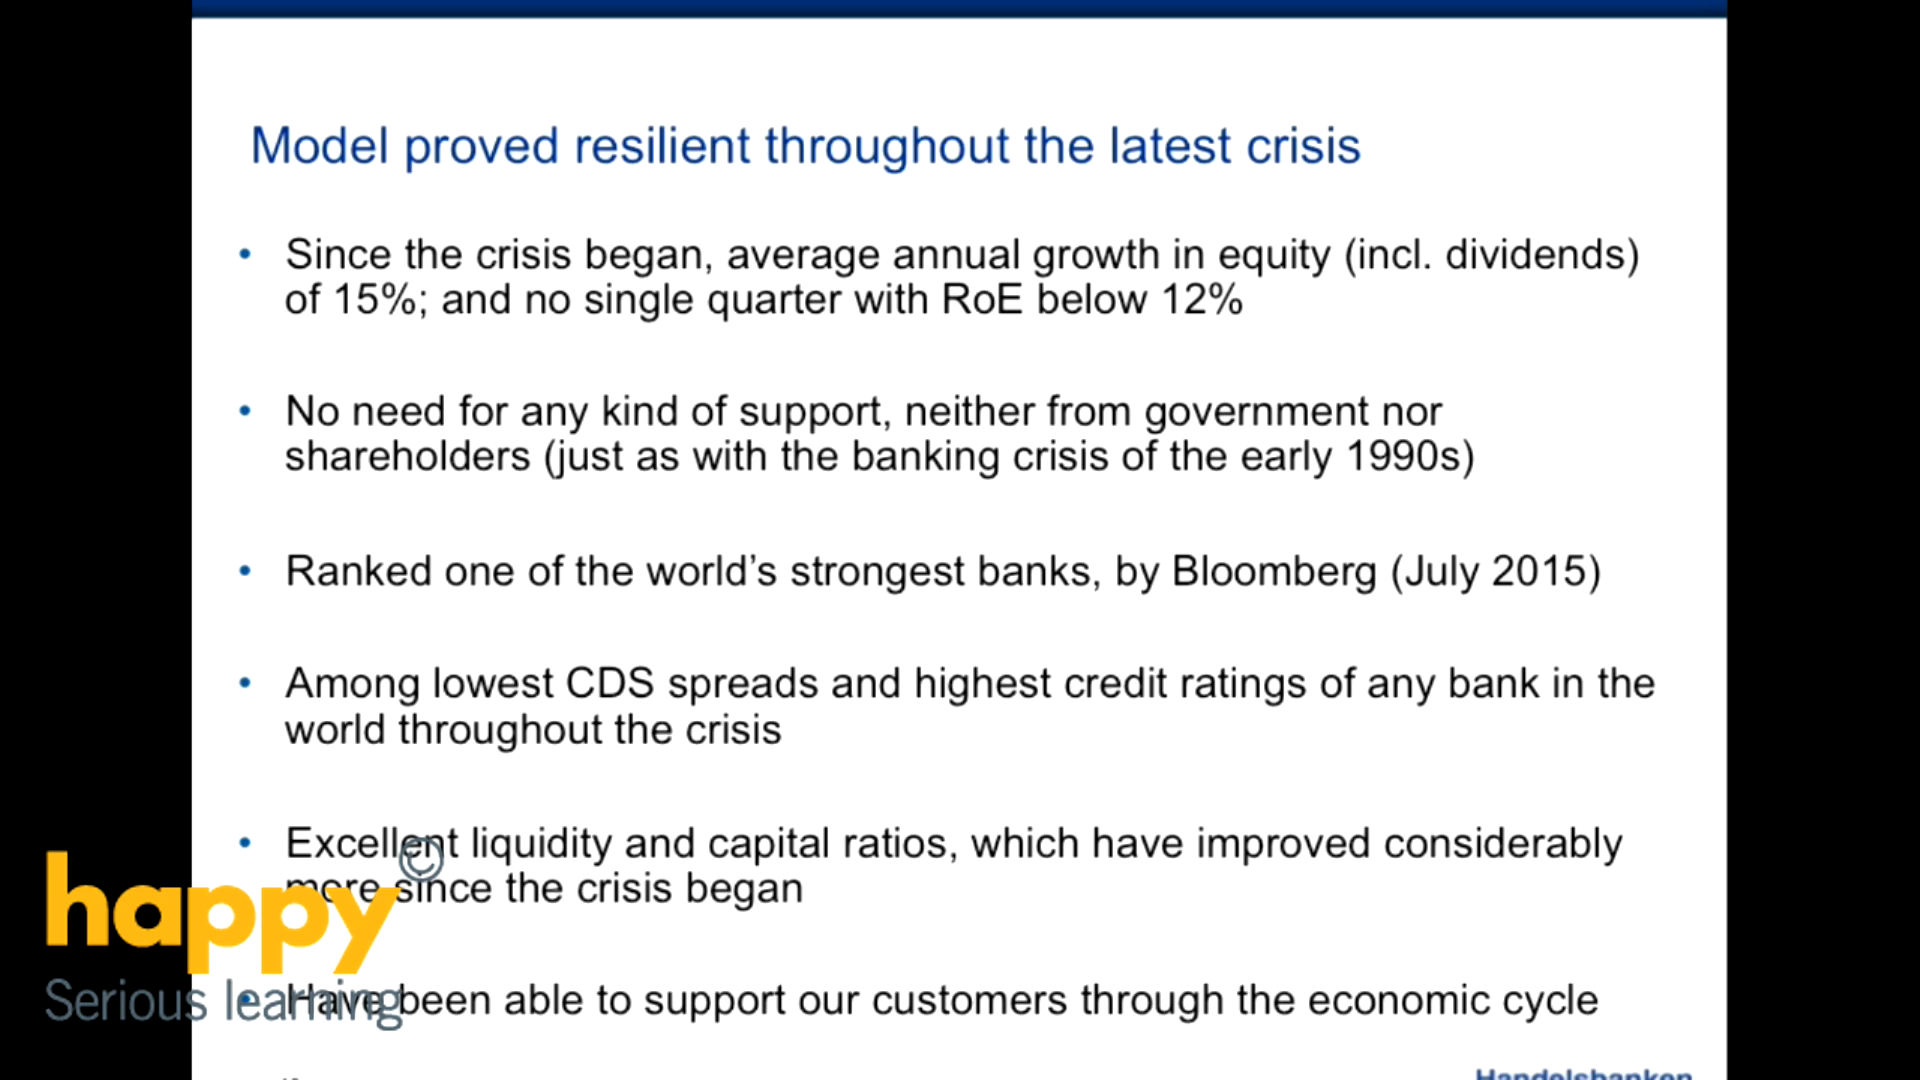 Model proved resilient throughout the latest crisis
• Since the crisis began, average annual growth in equity (incl. dividends)
of 15%; and no single quarter with RoE below 12%
• No need for any kind of support, neither from government nor
shareholders (just as with the banking crisis of the early 1990s)
• Ranked one of the world’s strongest banks, by Bloomberg (July 2015)
• Among lowest CDS spreads and highest credit ratings of any bank in the
world throughout the crisis
• Excellent liquidity and capital ratios, which have improved considerably
more since the crisis began
• Have been able to support our customers through the economic cycle
happy
Serious learning
Handelsbanken